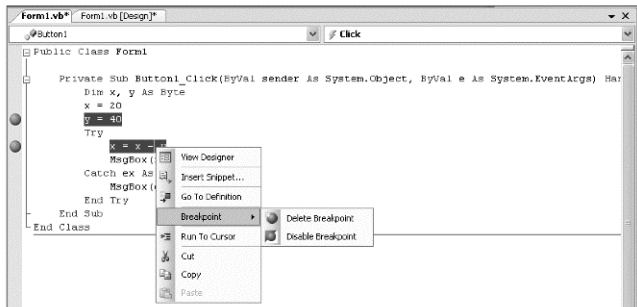 Form1.vb* Form1.vb [Design]*
Button1 Click
Public Class Form1
Private Sub Button1_Click(ByVal sender As System.Object, ByVal e As System.EventArgs) Han
Dim x, y As Byte
x = 20
y = 40
Try
x = x - y
MsgBox(
Catch ex As
MsgBox(
End Try
End Sub
End Class
View Designer
Insert Snippet...
Go To Definition
Breakpoint
Delete Breakpoint
Disable Breakpoint
Run To Cursor
Cut
Copy
Paste